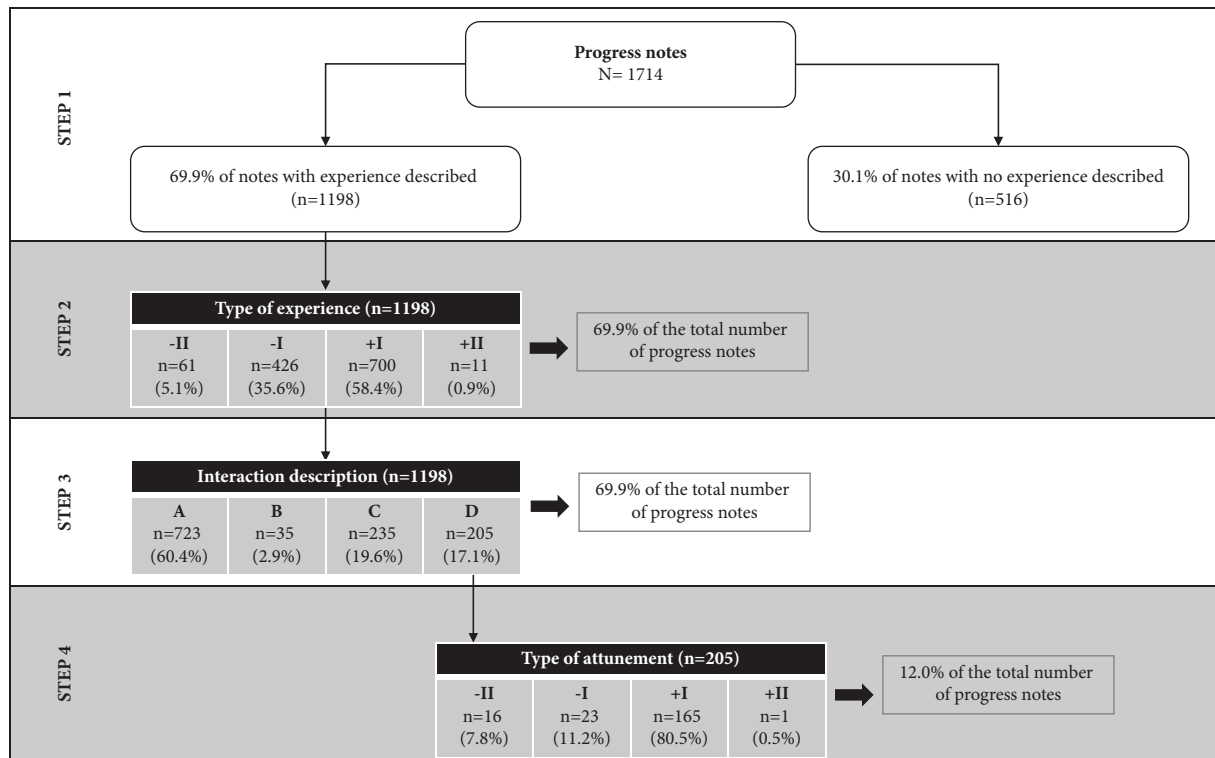 STEP 1
Progress notes
N= 1714
69.9% of notes with experience described
(n=1198)
30.1% of notes with no experience described
(n=516)
STEP 2
Type of experience (n=1198)
-II -I +I +II
n=61 n=426 n=700 n=11
(5.1%) (35.6%) (58.4%) (0.9%)
69.9% of the total number
of progress notes
STEP 3
Interaction description (n=1198)
A B C D
n=723 n=35 n=235 n=205
(60.4%) (2.9%) (19.6%) (17.1%)
69.9% of the total number
of progress notes
STEP 4
Type of attunement (n=205)
-II -I +I +II
n=16 n=23 n=165 n=1
(7.8%) (11.2%) (80.5%) (0.5%)
12.0% of the total number
of progress notes